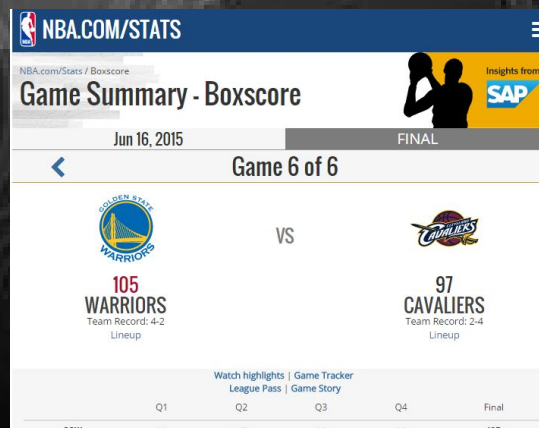 NBA.COM/STATS
NBA.com/Stats / Boxscore
Game Summary - Boxscore
Insights from
SAP
Jun 16, 2015
FINAL
Game 6 of 6
GOLDEN STATE
WARRIORS
VS
CAVALIERS
105
97
WARRIORS
CAVALIERS
Team Record: 4-2
Team Record: 2-4
Lineup
Lineup
Watch highlights | Game Tracker
League Pass | Game Story
Q1 Q2 Q3 Q4 Final